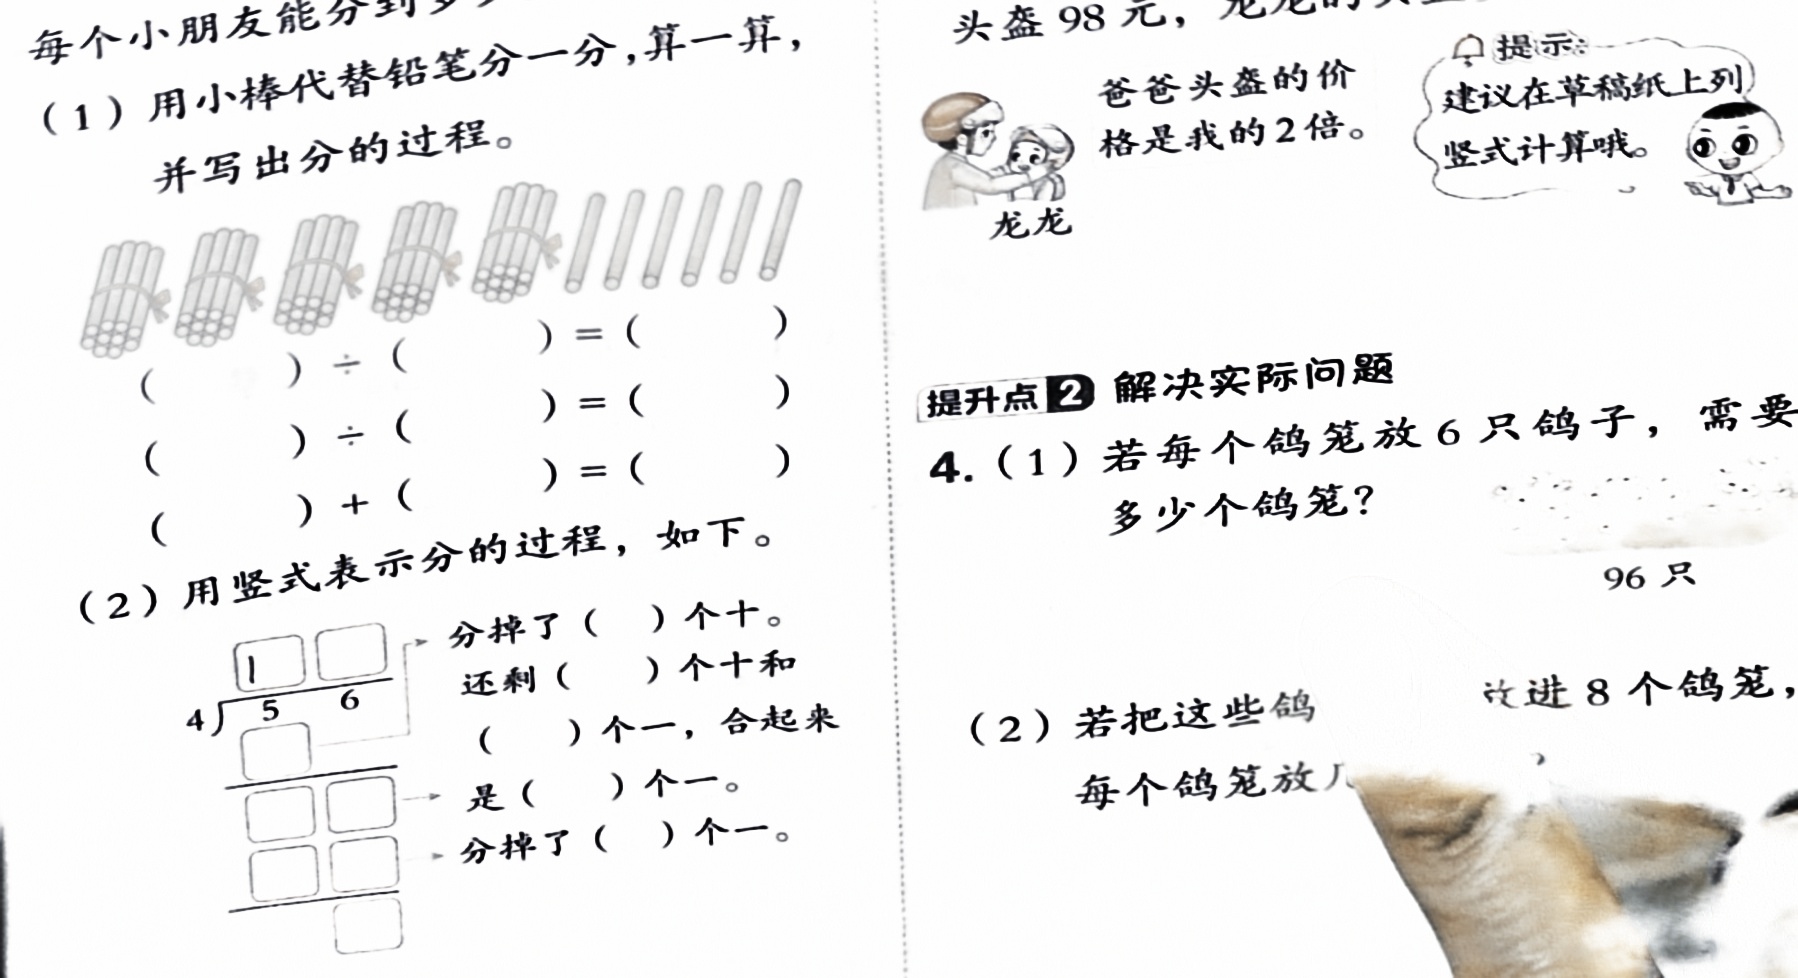 每个小朋友能分到多
(1)用小棒代替铅笔分一分,算一算,
并写出分的过程。
( )÷( )=( )
( )÷( )=( )
( )+( )=( )
(2)用竖式表示分的过程,如下。
1
4 5 6
分掉了( )个十。
还剩( )个十和
( )个一,合起来
是( )个一。
分掉了( )个一。
头盔98元,龙龙的
爸爸头盔的价
格是我的2倍。
龙龙
提示:
建议在草稿纸上列
竖式计算哦。
提升点2 解决实际问题
4.(1)若每个鸽笼放6只鸽子,需要
多少个鸽笼?
96只
(2)若把这些鸽 放进8个鸽笼,
每个鸽笼放几